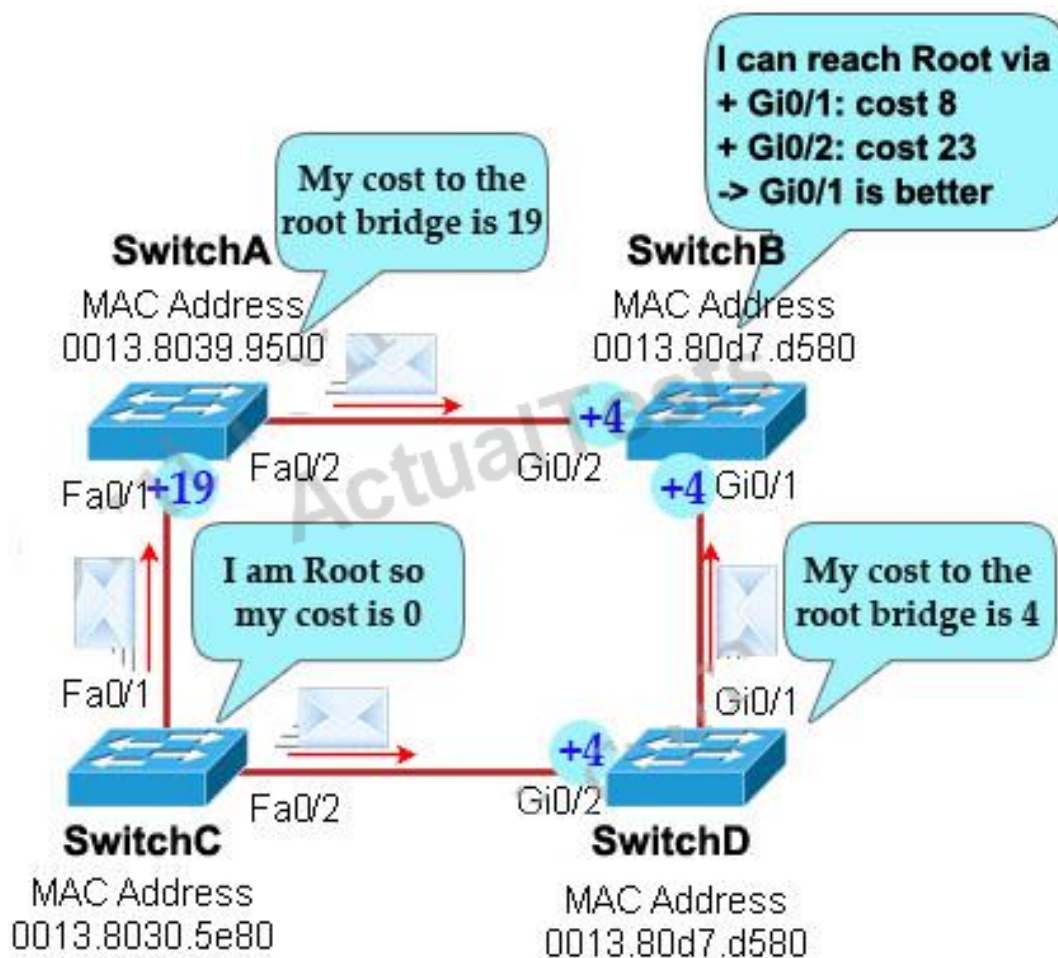 I can reach Root via
+ Gi0/1: cost 8
+ Gi0/2: cost 23
-> Gi0/1 is better
My cost to the
root bridge is 19
SwitchA
MAC Address
0013.8039.9500
SwitchB
MAC Address
0013.80d7.d580
+4
Fa0/2
Gi0/2
Fa0/1
+19
+4
Gi0/1
ActualTests
I am Root so
my cost is 0
My cost to the
root bridge is 4
Fa0/1
Gi0/1
+4
Fa0/2
Gi0/2
SwitchC
MAC Address
0013.8030.5e80
SwitchD
MAC Address
0013.80d7.d580